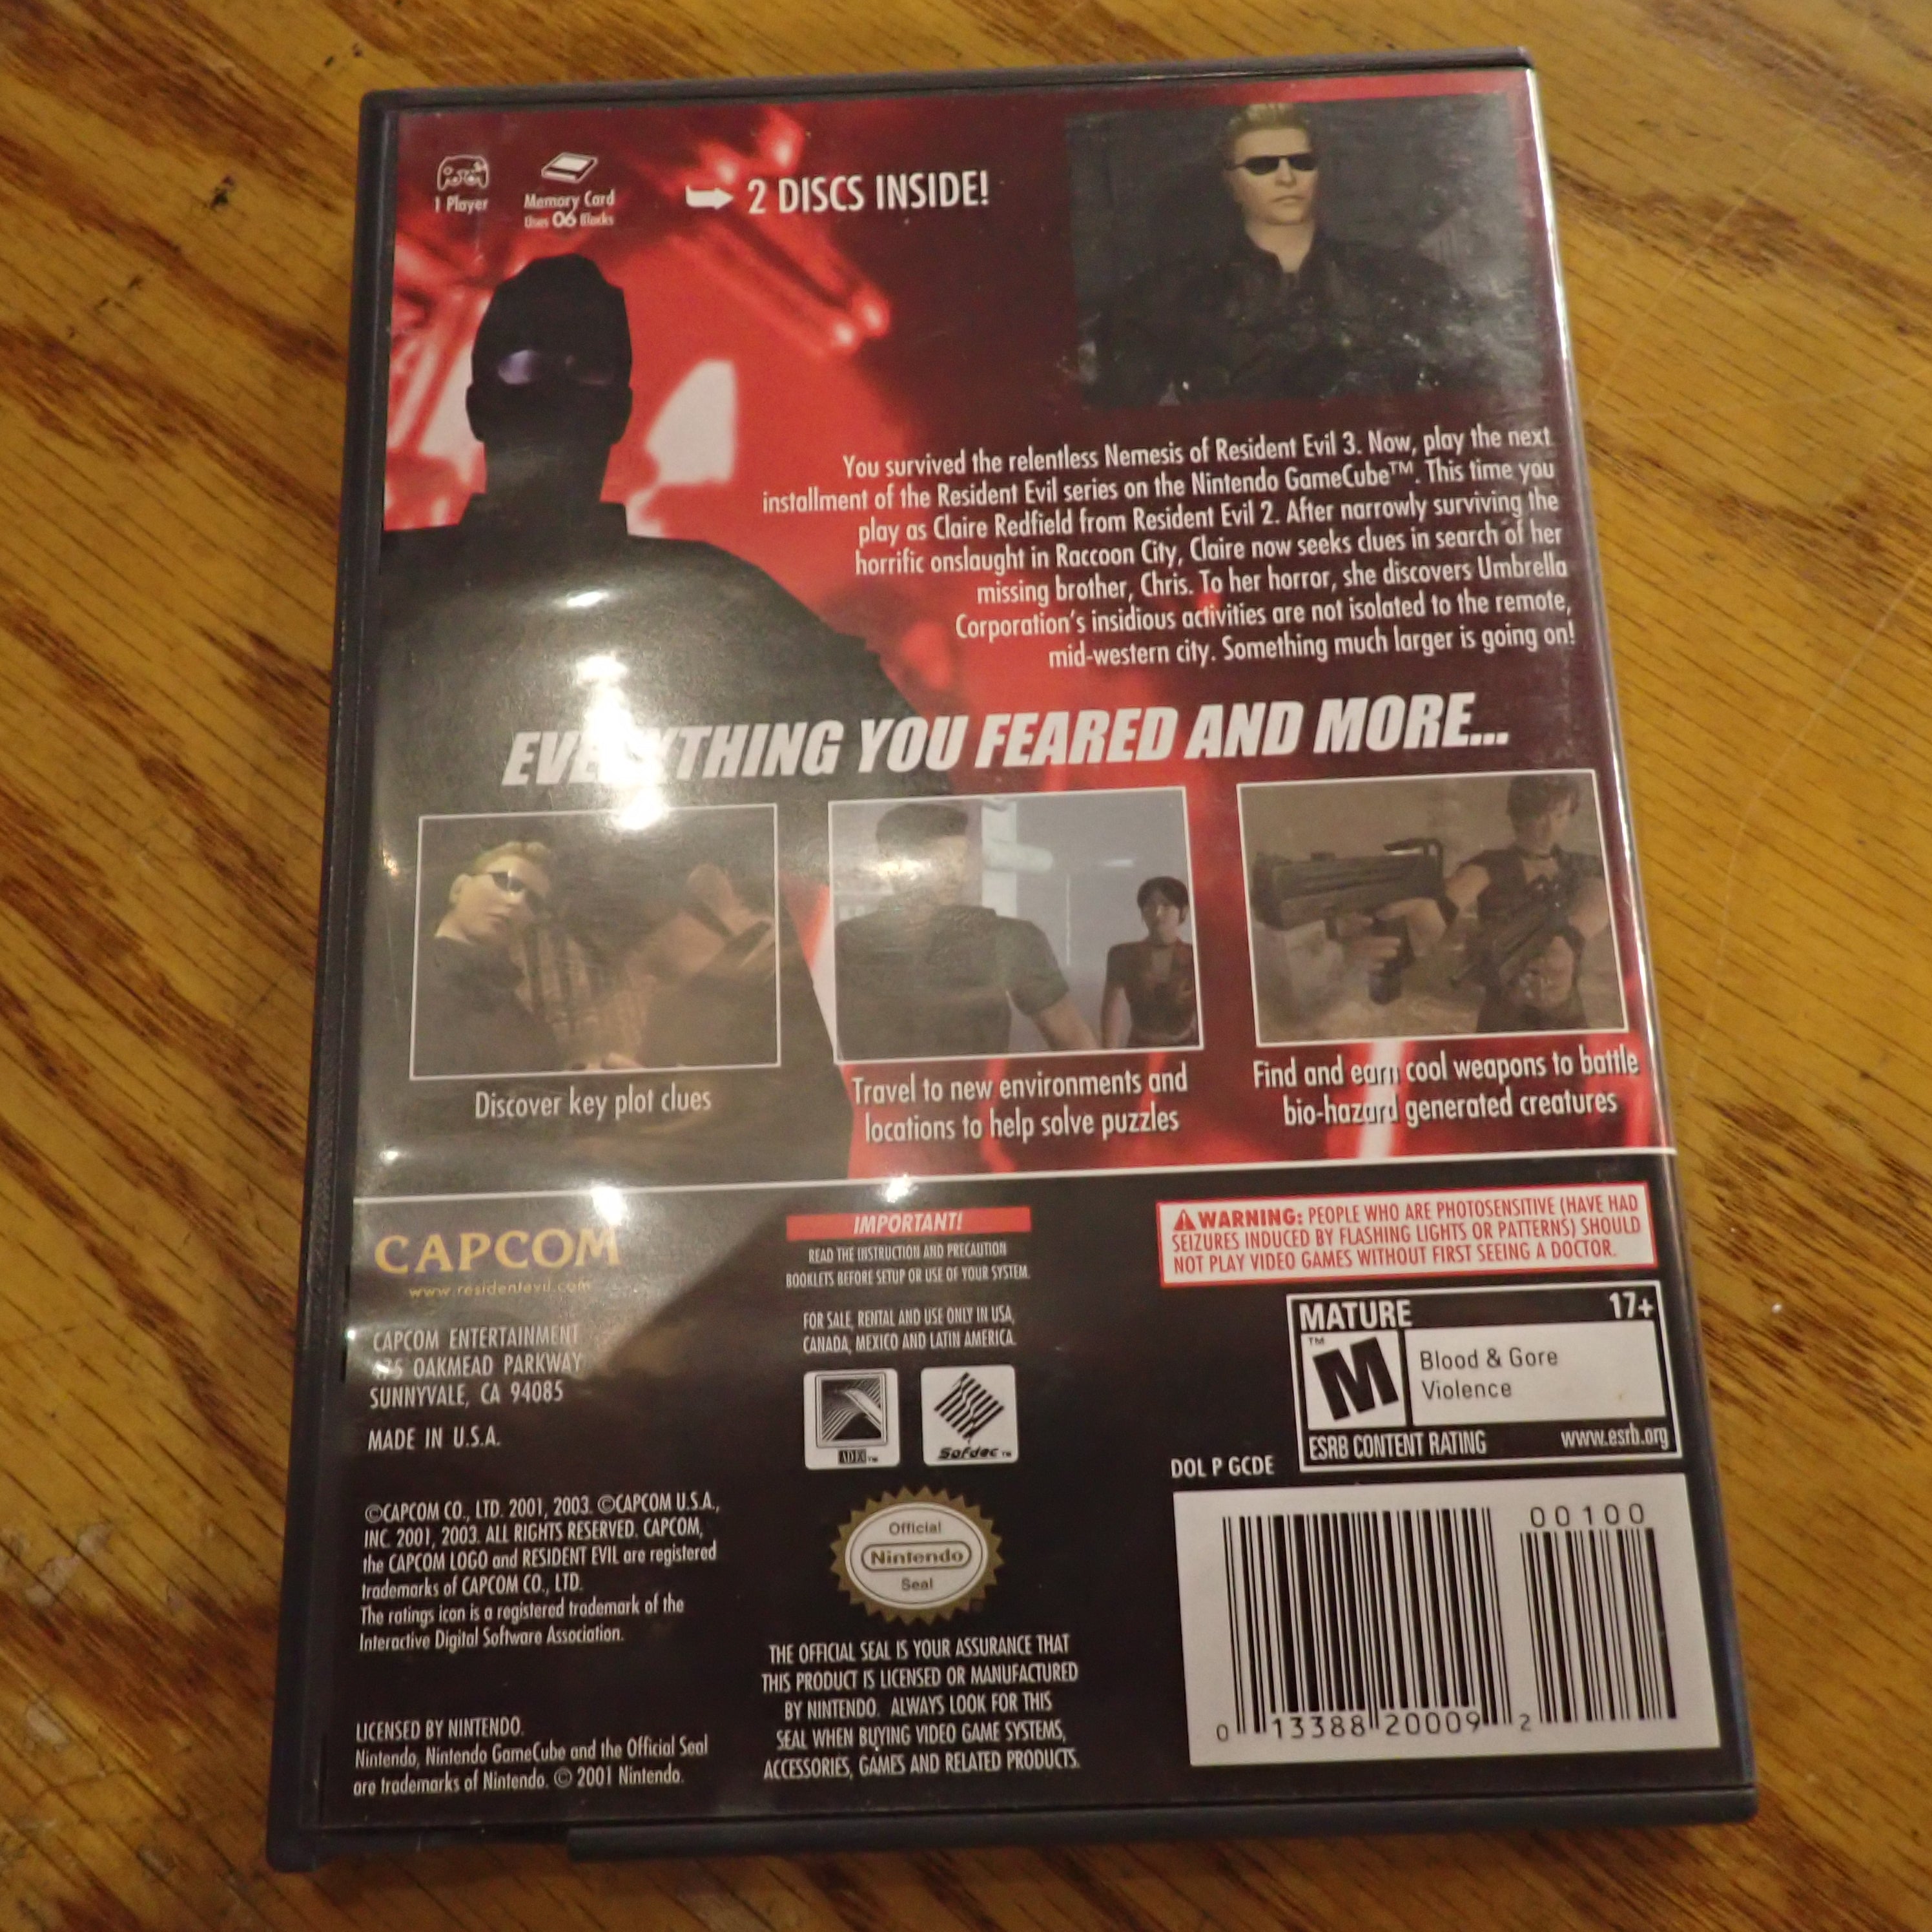 1 Player
Memory Card
Uses 06 Blocks
2 DISCS INSIDE!
You survived the relentless Nemesis of Resident Evil 3. Now, play the next
installment of the Resident Evil series on the Nintendo GameCube™. This time you
play as Claire Redfield from Resident Evil 2. After narrowly surviving the
horrific onslaught in Raccoon City, Claire now seeks clues in search of her
missing brother, Chris. To her horror, she discovers Umbrella
Corporation's insidious activities are not isolated to the remote,
mid-western city. Something much larger is going on!
EVERYTHING YOU FEARED AND MORE...
Discover key plot clues
Travel to new environments and
locations to help solve puzzles
Find and earn cool weapons to battle
bio-hazard generated creatures
CAPCOM
www.residentevil.com
CAPCOM ENTERTAINMENT
OAKMEAD PARKWAY
SUNNYVALE, CA 94085
MADE IN U.S.A.
©CAPCOM CO., LTD. 2001, 2003. ©CAPCOM U.S.A.,
INC. 2001, 2003. ALL RIGHTS RESERVED. CAPCOM,
the CAPCOM LOGO and RESIDENT EVIL are registered
trademarks of CAPCOM CO., LTD.
The ratings icon is a registered trademark of the
Interactive Digital Software Association.
LICENSED BY NINTENDO.
Nintendo, Nintendo GameCube and the Official Seal
are trademarks of Nintendo. © 2001 Nintendo.
IMPORTANT!
READ THE INSTRUCTION AND PRECAUTION
BOOKLETS BEFORE SETUP OR USE OF YOUR SYSTEM.
FOR SALE, RENTAL AND USE ONLY IN USA,
CANADA, MEXICO AND LATIN AMERICA.
ADX™
Sofdec™
Official
Nintendo
Seal
THE OFFICIAL SEAL IS YOUR ASSURANCE THAT
THIS PRODUCT IS LICENSED OR MANUFACTURED
BY NINTENDO. ALWAYS LOOK FOR THIS
SEAL WHEN BUYING VIDEO GAME SYSTEMS,
ACCESSORIES, GAMES AND RELATED PRODUCTS.
WARNING: PEOPLE WHO ARE PHOTOSENSITIVE (HAVE HAD
SEIZURES INDUCED BY FLASHING LIGHTS OR PATTERNS) SHOULD
NOT PLAY VIDEO GAMES WITHOUT FIRST SEEING A DOCTOR.
MATURE 17+
M™
Blood & Gore
Violence
ESRB CONTENT RATING www.esrb.org
DOL P GCDE
00100
0 13388 20009 2